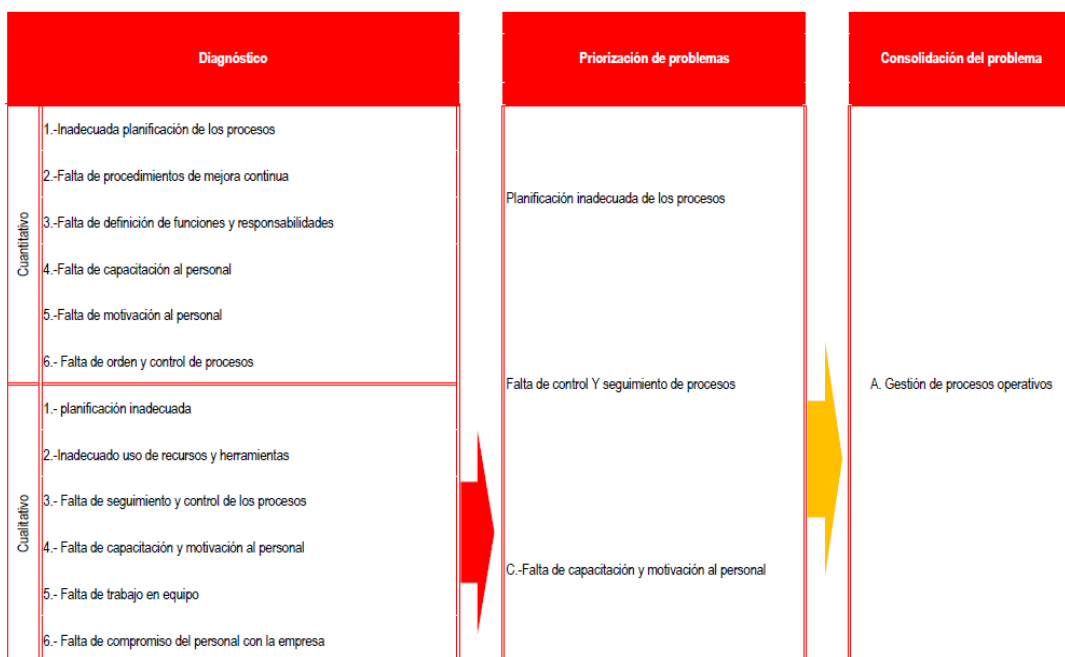 Diagnóstico
Cuantitativo
1.-Inadecuada planificación de los procesos
2.-Falta de procedimientos de mejora continua
3.-Falta de definición de funciones y responsabilidades
4.-Falta de capacitación al personal
5.-Falta de motivación al personal
6.- Falta de orden y control de procesos
Cualitativo
1.- planificación inadecuada
2.-Inadecuado uso de recursos y herramientas
3.- Falta de seguimiento y control de los procesos
4.- Falta de capacitación y motivación al personal
5.- Falta de trabajo en equipo
6.- Falta de compromiso del personal con la empresa
Priorización de problemas
Planificación inadecuada de los procesos
Falta de control Y seguimiento de procesos
C.-Falta de capacitación y motivación al personal
Consolidación del problema
A. Gestión de procesos operativos